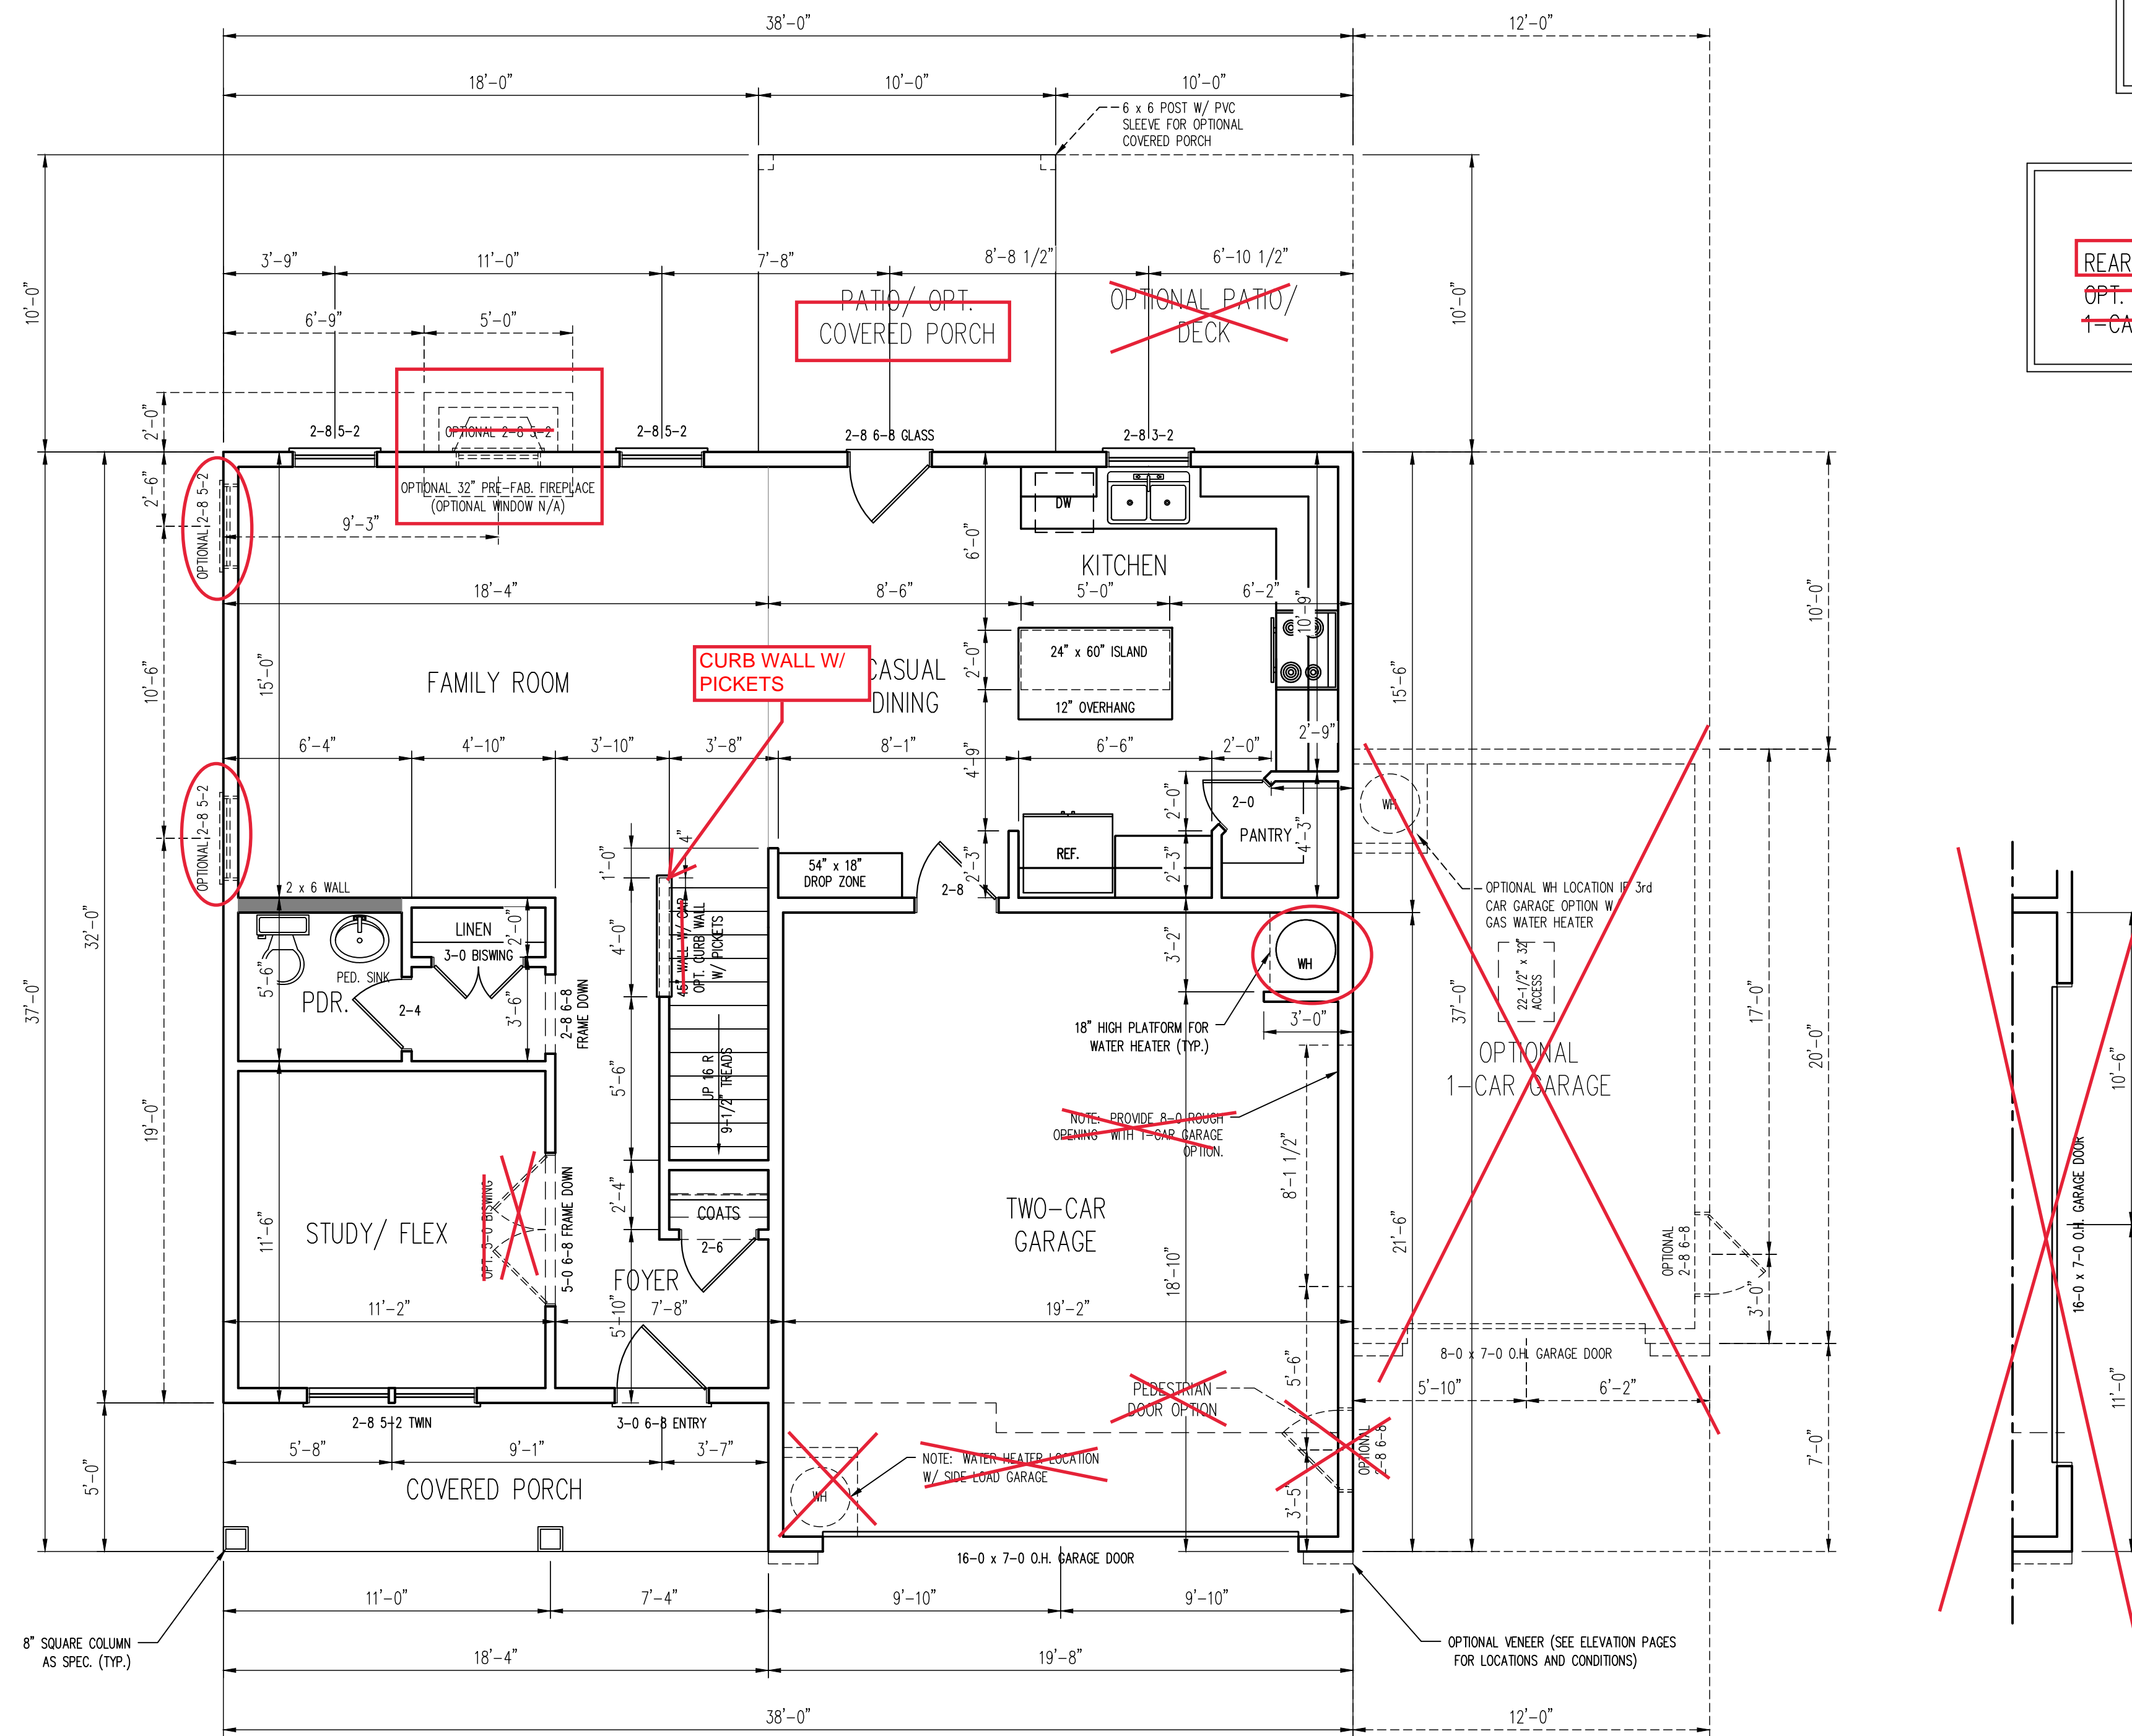 38'-0"
12'-0"
18'-0"
10'-0"
10'-0"
6 x 6 POST W/ PVC
SLEEVE FOR OPTIONAL
COVERED PORCH
3'-9"
11'-0"
7'-8"
8'-8 1/2"
6'-10 1/2"
10'-0"
10'-0"
PATIO/ OPT.
COVERED PORCH
OPTIONAL PATIO/
DECK
REAR
OPT.
1-CA
6'-9"
5'-0"
2'-0"
2-8 5-2
OPTIONAL 2-8 5-2
2-8 5-2
2-8 6-8 GLASS
2-8 3-2
OPTIONAL 32" PRE-FAB. FIREPLACE
(OPTIONAL WINDOW N/A)
9'-3"
2'-6"
OPTIONAL 2-8 5-2
DW
6'-0"
KITCHEN
18'-4"
8'-6"
5'-0"
6'-2"
10'-9"
10'-0"
10'-6"
15'-0"
FAMILY ROOM
CURB WALL W/
PICKETS
CASUAL
DINING
2'-0"
24" x 60" ISLAND
12" OVERHANG
15'-6"
6'-4"
4'-10"
3'-10"
3'-8"
8'-1"
4'-9"
6'-6"
2'-0"
2'-9"
OPTIONAL 2-8 5-2
2 x 6 WALL
1'-0"
4"
54" x 18"
DROP ZONE
2-8
2'-3"
REF.
2'-3"
2'-0"
2-0
PANTRY
4'-3"
WH
OPTIONAL WH LOCATION IF 3rd
CAR GARAGE OPTION W/
GAS WATER HEATER
32'-0"
37'-0"
LINEN
2'-0"
3-0 BISWING
PED. SINK
5'-6"
PDR.
2-4
3'-6"
2-8 6-8
FRAME DOWN
4'-0"
45" WALL W/ CAP
OPT. CURB WALL
W/ PICKETS
3'-2"
WH
3'-0"
18" HIGH PLATFORM FOR
WATER HEATER (TYP.)
22-1/2" x 32"
ACCESS
37'-0"
17'-0"
20'-0"
OPTIONAL
1-CAR GARAGE
5'-6"
UP 16 R
9-1/2" TREADS
NOTE: PROVIDE 8-0 ROUGH
OPENING WITH 1-CAR GARAGE
OPTION.
8'-1 1/2"
10'-6"
16-0 x 7-0 O.H. GARAGE DOOR
11'-0"
19'-0"
11'-6"
STUDY/ FLEX
OPT. 5-0 BISWING
5-0 6-8 FRAME DOWN
2'-4"
COATS
2-6
FOYER
TWO-CAR
GARAGE
18'-10"
21'-6"
OPTIONAL
2-8 6-8
3'-0"
11'-2"
5'-10"
7'-8"
19'-2"
8-0 x 7-0 O.H. GARAGE DOOR
5'-6"
5'-10"
6'-2"
PEDESTRIAN
DOOR OPTION
2-8 5-2 TWIN
3-0 6-8 ENTRY
5'-8"
9'-1"
3'-7"
5'-0"
COVERED PORCH
NOTE: WATER HEATER LOCATION
W/ SIDE LOAD GARAGE
WH
OPTIONAL
2-8 6-8
3'-5"
7'-0"
16-0 x 7-0 O.H. GARAGE DOOR
11'-0"
7'-4"
9'-10"
9'-10"
8" SQUARE COLUMN
AS SPEC. (TYP.)
OPTIONAL VENEER (SEE ELEVATION PAGES
FOR LOCATIONS AND CONDITIONS)
18'-4"
19'-8"
38'-0"
12'-0"